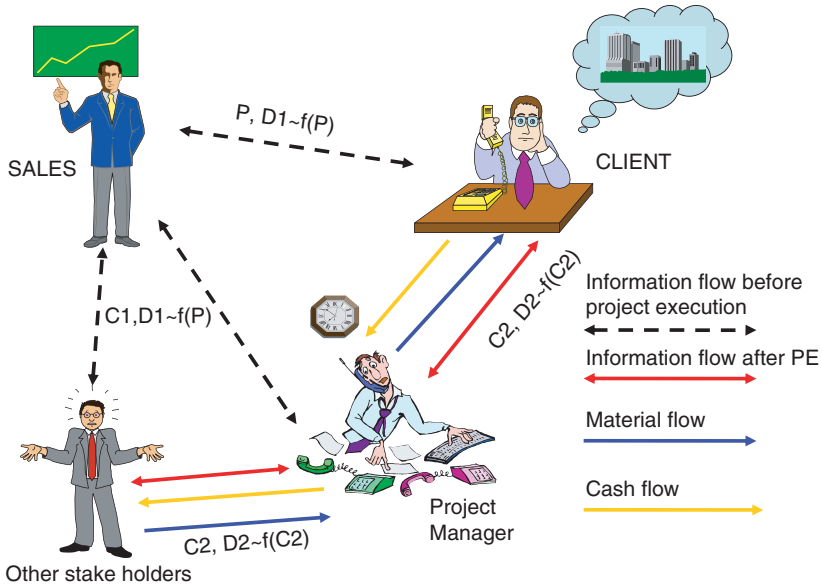 P, D1~f(P)
SALES
CLIENT
C1,D1~f(P)
C2, D2~f(C2)
Information flow before
project execution
Information flow after PE
Material flow
Cash flow
Project
Manager
C2, D2~f(C2)
Other stake holders